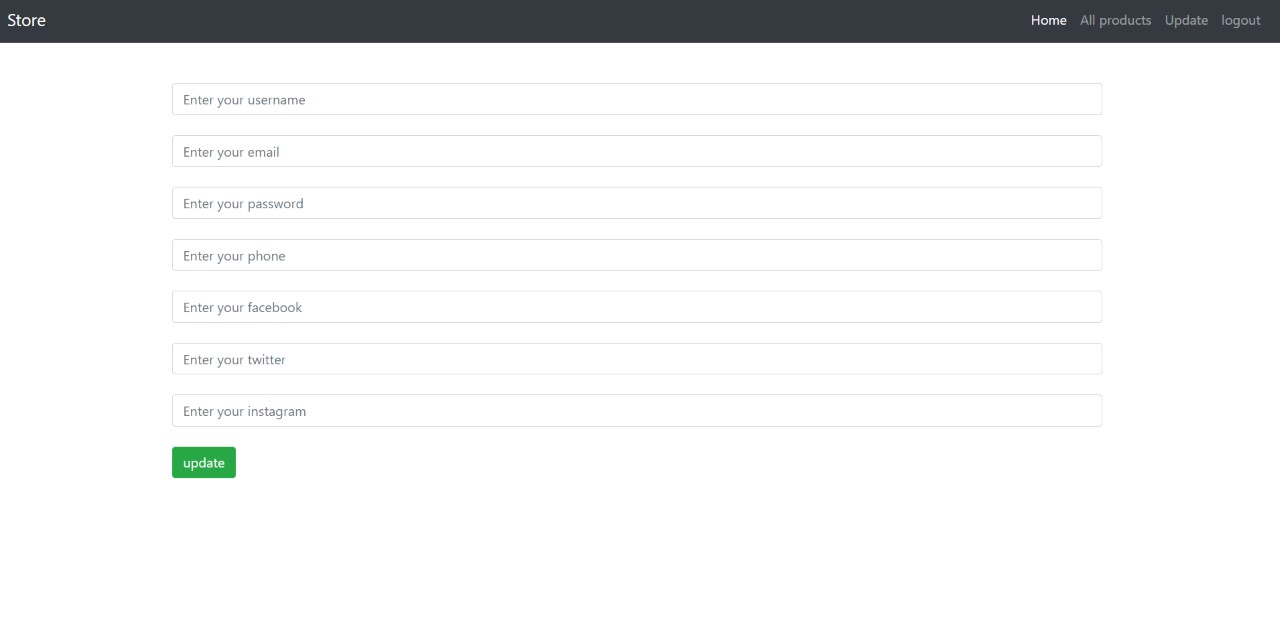 Store Home All products Update logout
Enter your username
Enter your email
Enter your password
Enter your phone
Enter your facebook
Enter your twitter
Enter your instagram
update